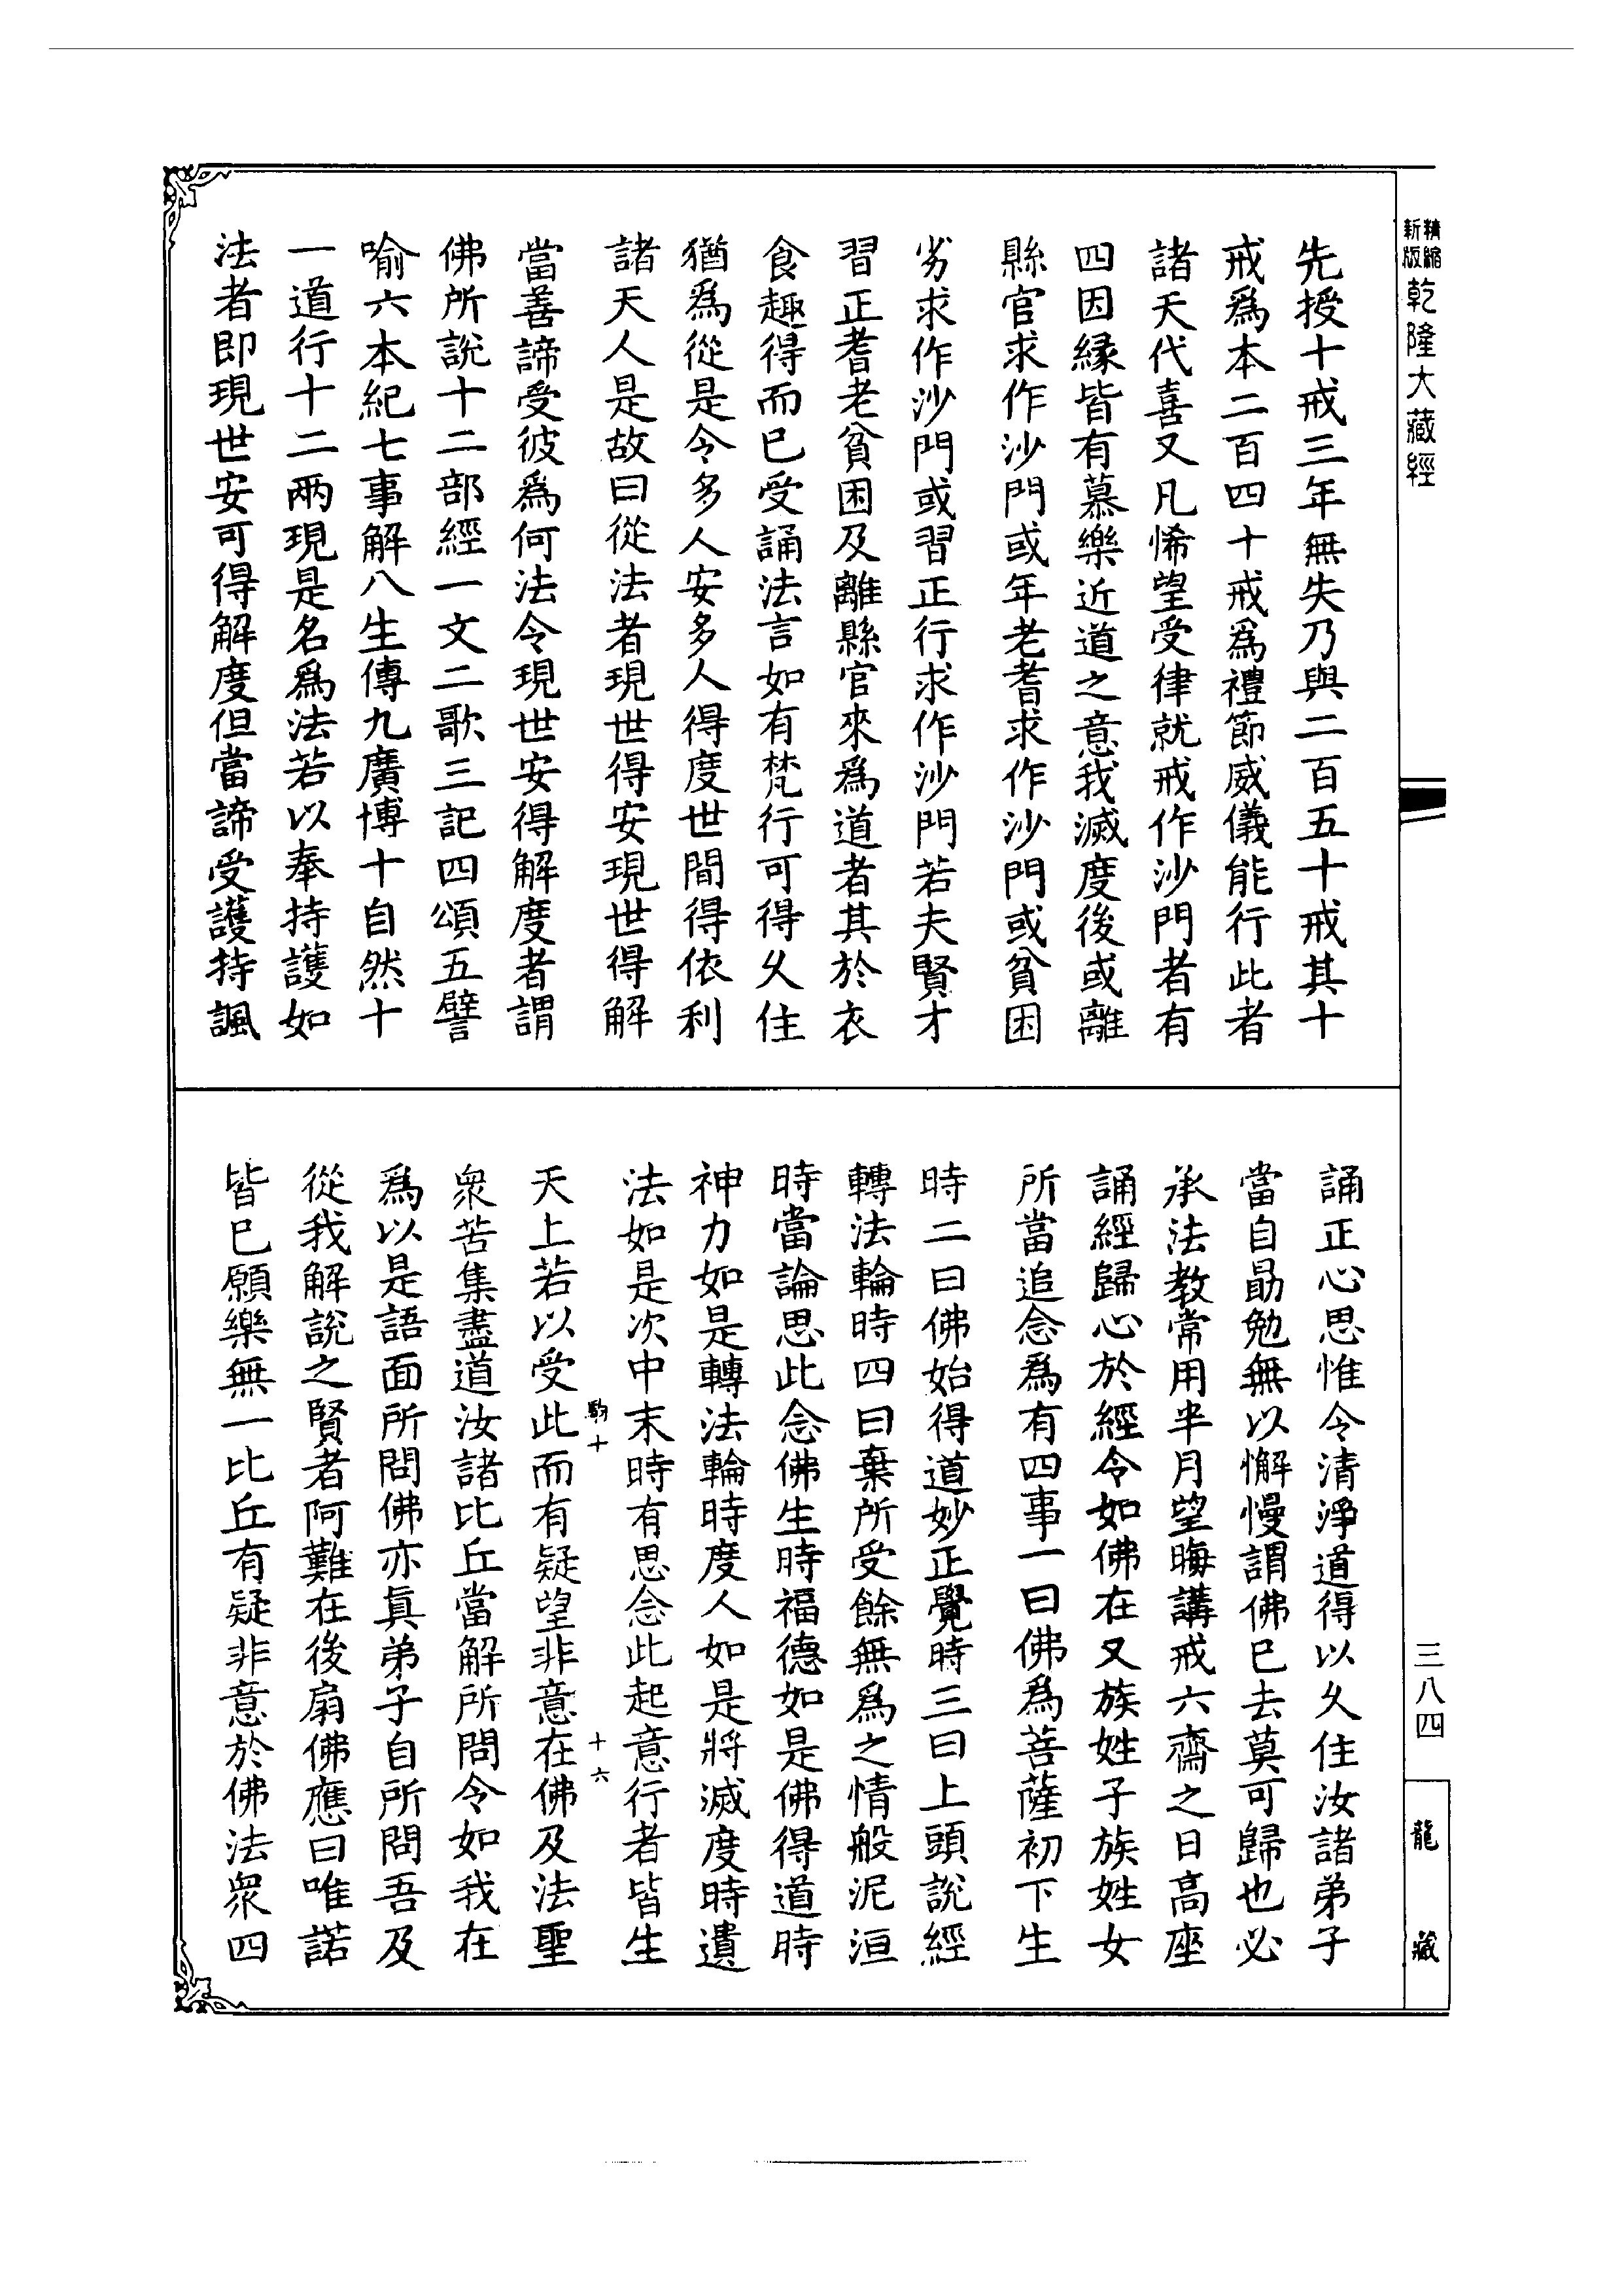 精縮
新版
乾隆大藏經
先授十戒三年無失乃與二百五十戒其十
戒爲本二百四十戒爲禮節威儀能行此者
諸天代喜又凡悕望受律就戒作沙門者有
四因緣皆有慕樂近道之意我滅度後或離
縣官求作沙門或年老耆求作沙門或貧困
劣求作沙門或習正行求作沙門若夫賢才
習正耆老貧困及離縣官來爲道者其於衣
食趣得而已受誦法言如有梵行可得久住
猶爲從是令多人安多人得度世間得依利
諸天人是故曰從法者現世得安現世得解
當善諦受彼爲何法令現世安得解度者謂
佛所說十二部經一文二歌三記四頌五譬
喻六本紀七事解八生傳九廣博十自然十
一道行十二兩現是名爲法若以奉持護如
法者即現世安可得解度但當諦受護持諷
誦正心思惟令清淨道得以久住汝諸弟子
當自勗勉無以懈慢謂佛已去莫可歸也必
承法教常用半月望晦講戒六齋之日高座
誦經歸心於經令如佛在又族姓子族姓女
所當追念爲有四事一曰佛爲菩薩初下生
時二曰佛始得道妙正覺時三曰上頭說經
轉法輪時四曰棄所受餘無爲之情般泥洹
時當論思此念佛生時福德如是佛得道時
神力如是轉法輪時度人如是將滅度時遺
法如是次中末時有思念此起意行者皆生
駒十
十六
天上若以受此而有疑望非意在佛及法聖
衆苦集盡道汝諸比丘當解所問令如我在
爲以是語面所問佛亦眞弟子自所問吾及
從我解說之賢者阿難在後扇佛應曰唯諾
皆已願樂無一比丘有疑非意於佛法衆四
三八四
龍藏